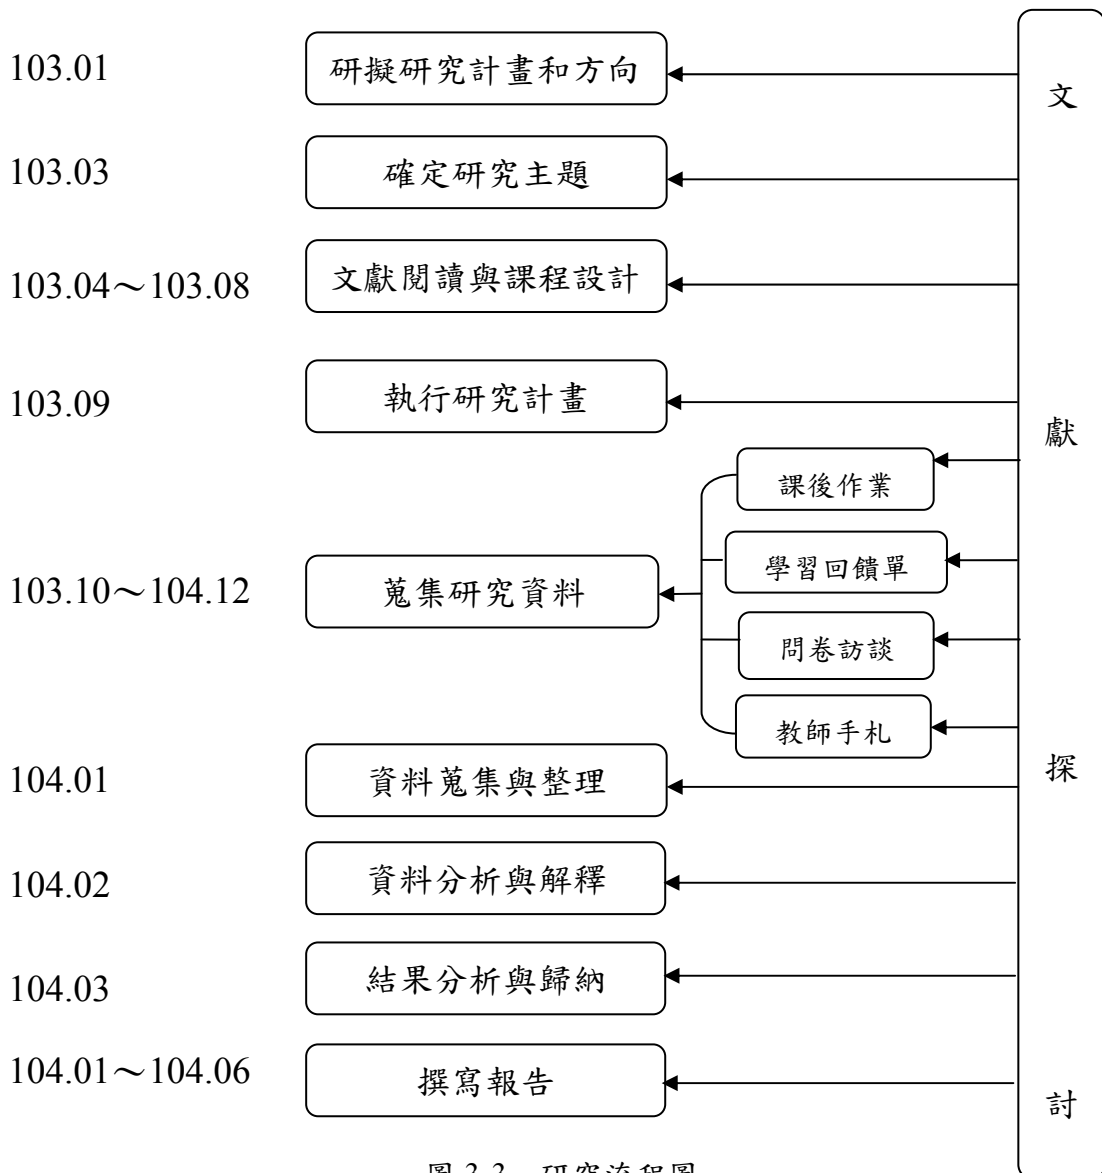 103.01 研擬研究計畫和方向
103.03 確定研究主題
103.04～103.08 文獻閱讀與課程設計
103.09 執行研究計畫
課後作業
學習回饋單
103.10～104.12 蒐集研究資料
問卷訪談
教師手札
104.01 資料蒐集與整理
104.02 資料分析與解釋
104.03 結果分析與歸納
104.01～104.06 撰寫報告
文
獻
探
討